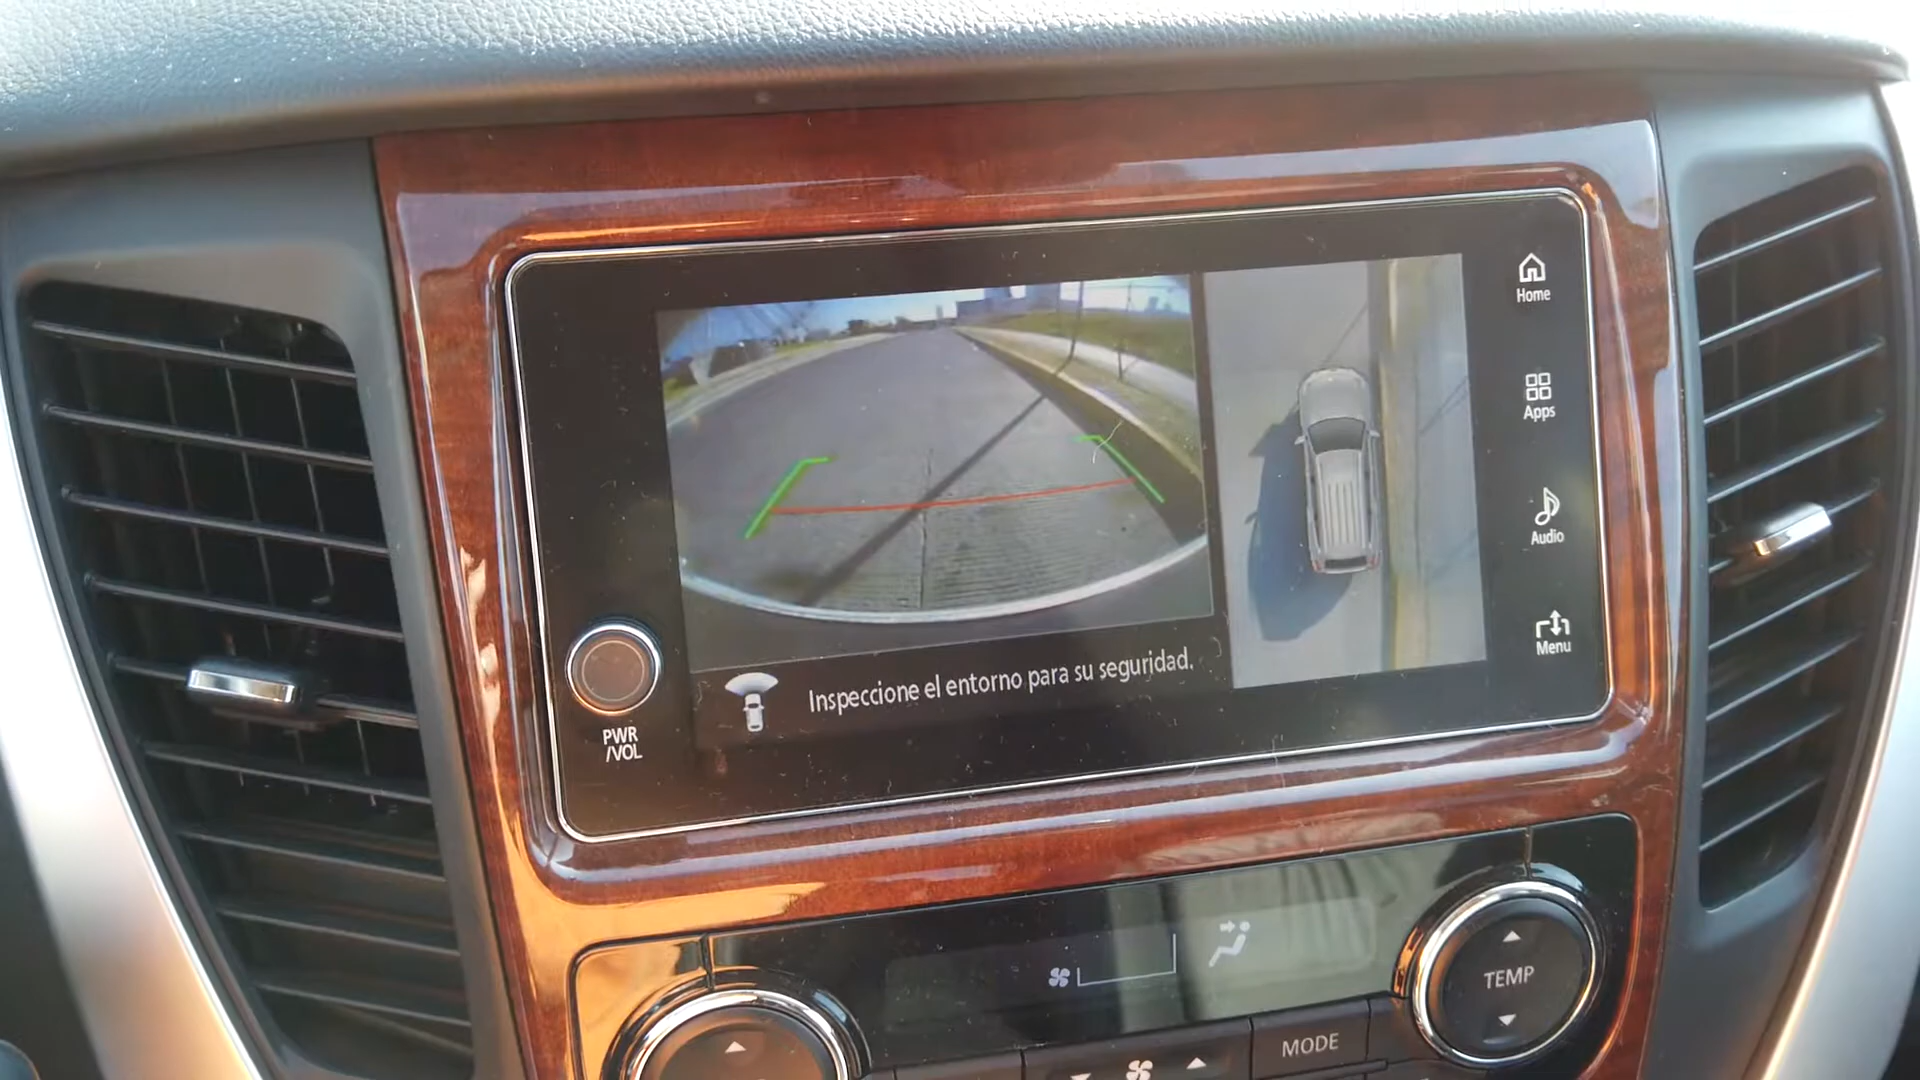 Home
Apps
Audio
Menu
Inspeccione el entorno para su seguridad.
PWR
/VOL
TEMP
MODE